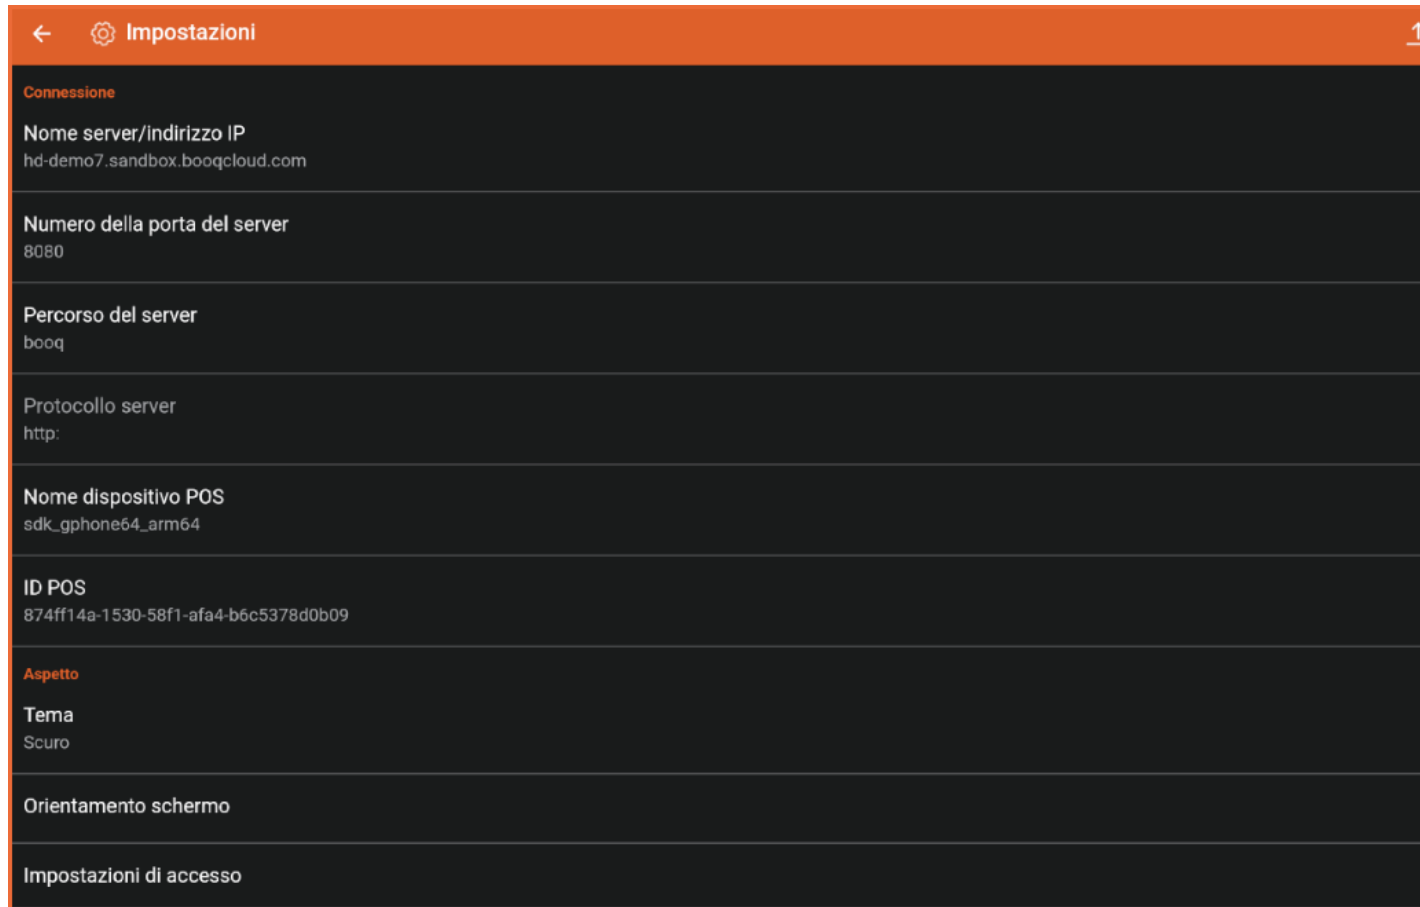 Impostazioni
Connessione
Nome server/indirizzo IP
hd-demo7.sandbox.booqcloud.com
Numero della porta del server
8080
Percorso del server
booq
Protocollo server
http:
Nome dispositivo POS
sdk_gphone64_arm64
ID POS
874ff14a-1530-58f1-afa4-b6c5378d0b09
Aspetto
Tema
Scuro
Orientamento schermo
Impostazioni di accesso